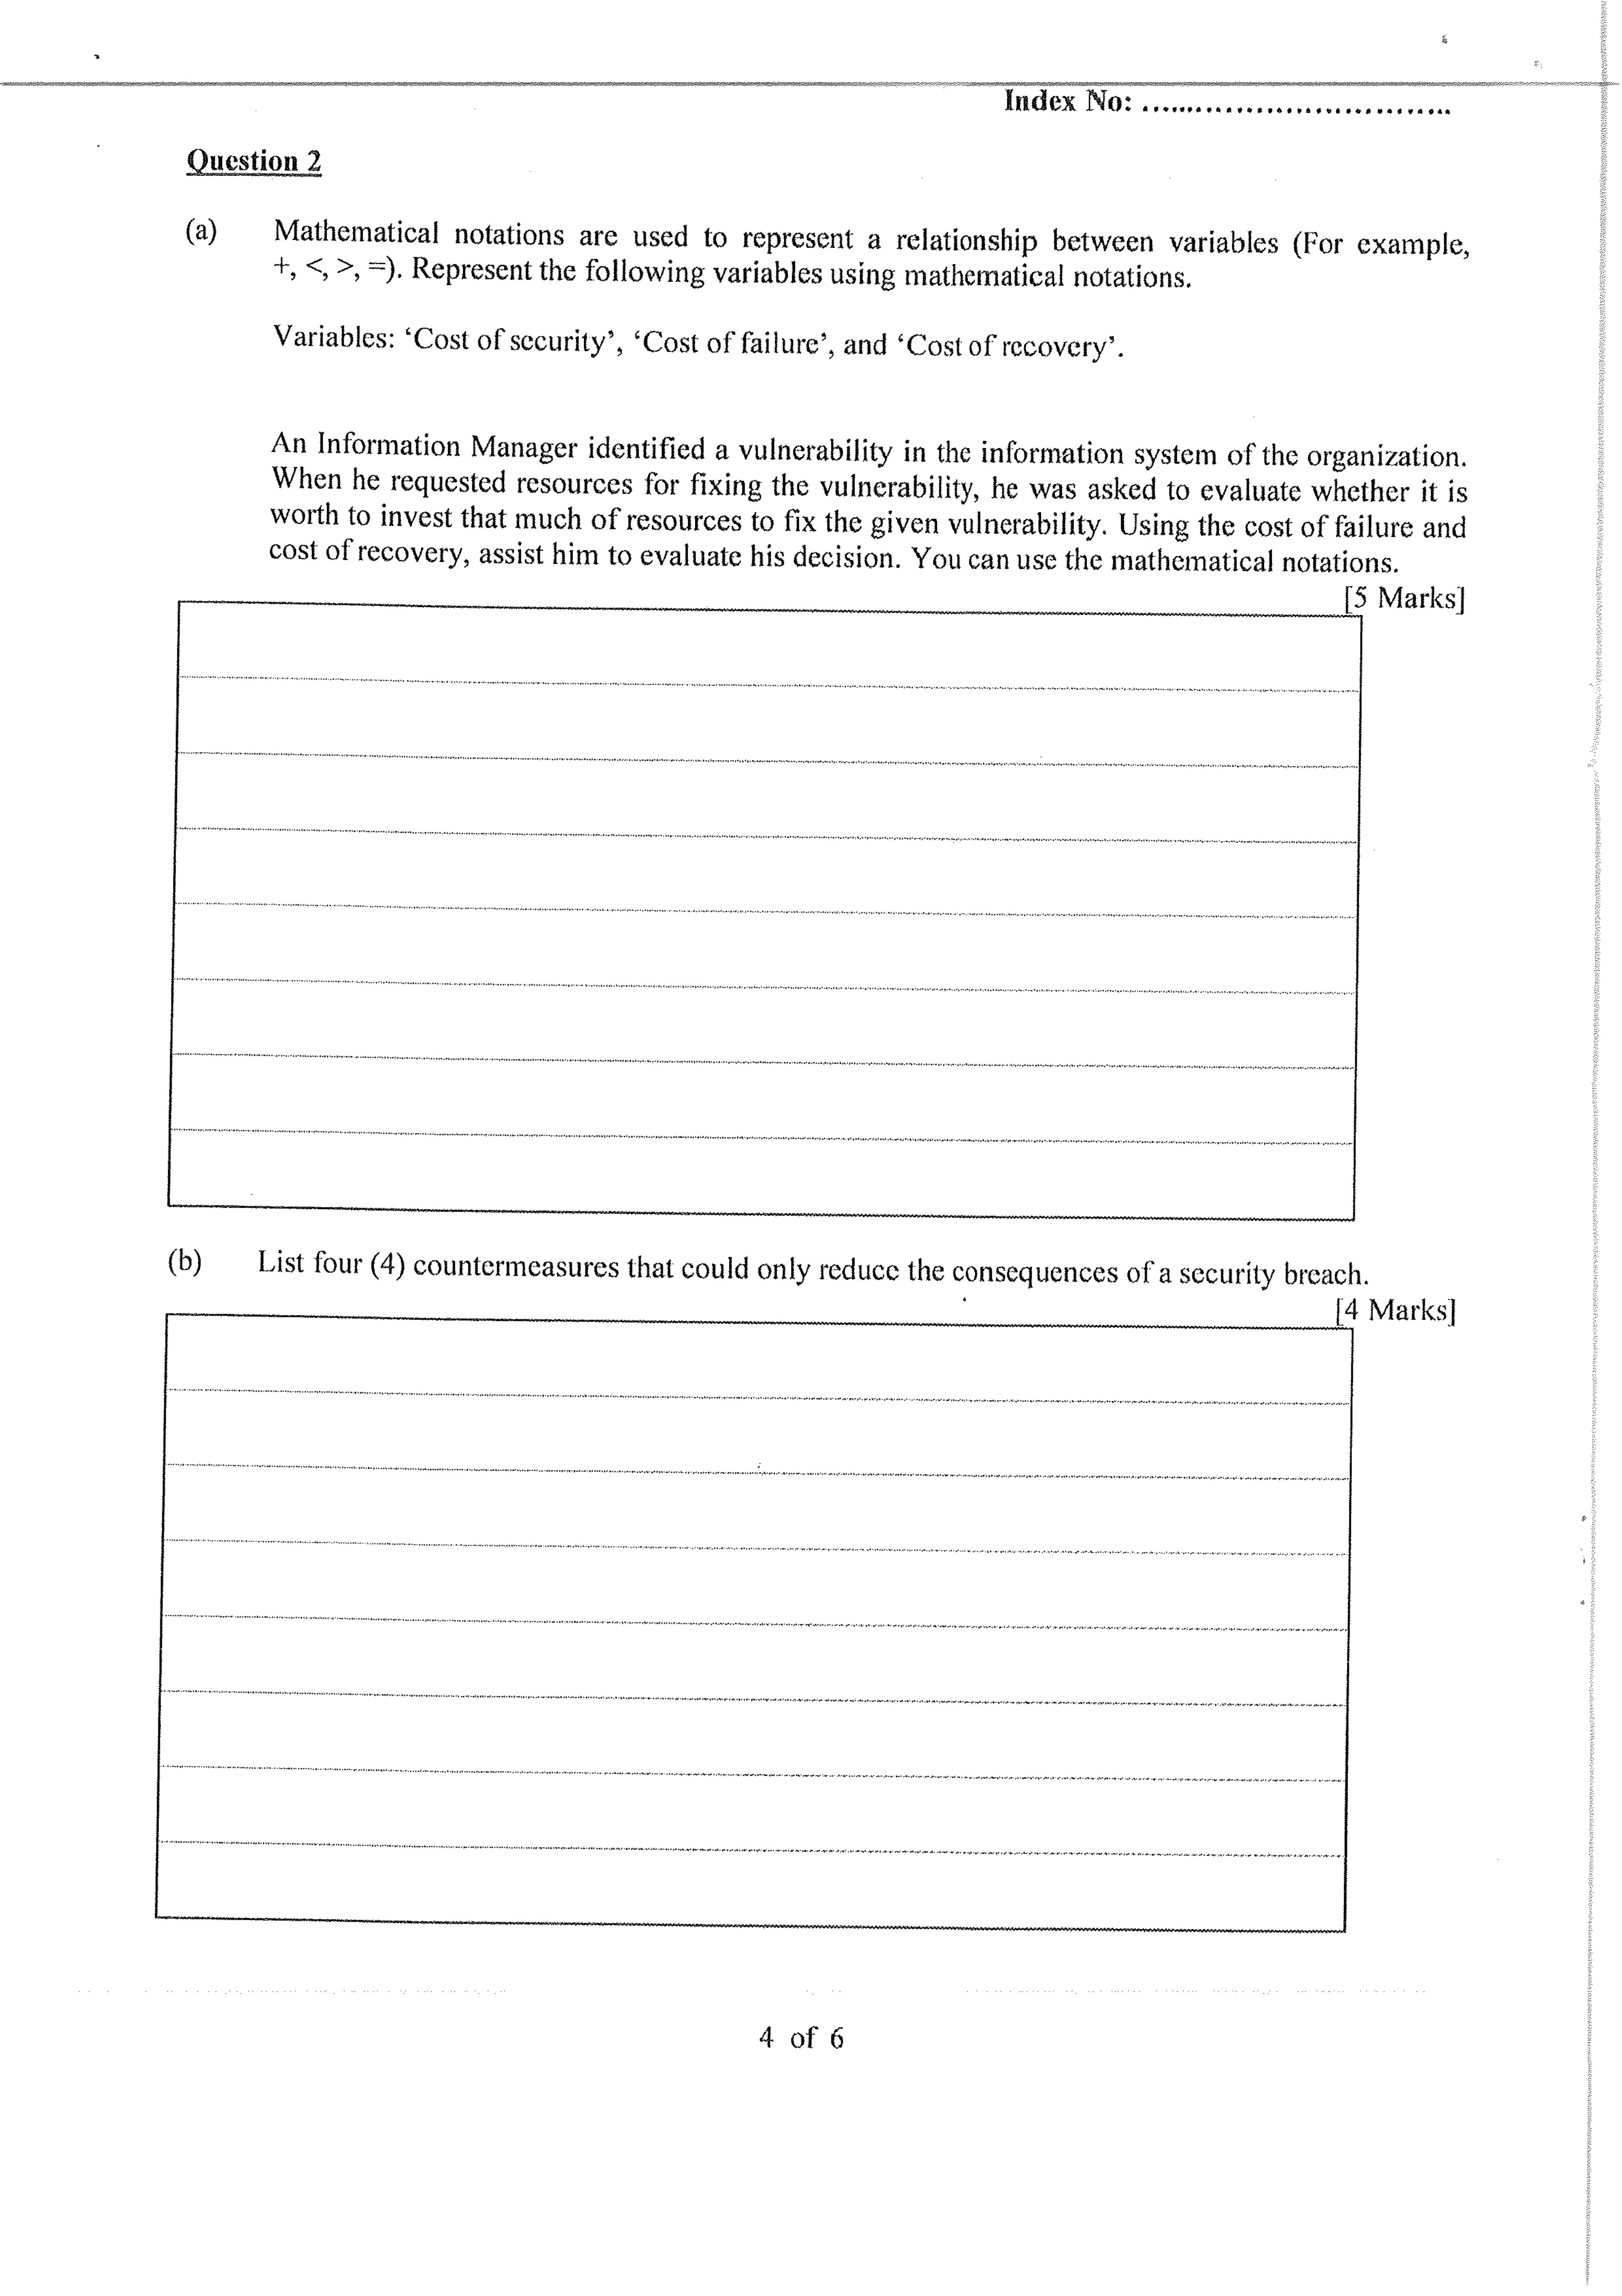 Index No: ..............................
Question 2
(a) Mathematical notations are used to represent a relationship between variables (For example,
+, <, >, =). Represent the following variables using mathematical notations.
Variables: ‘Cost of security’, ‘Cost of failure’, and ‘Cost of recovery’.
An Information Manager identified a vulnerability in the information system of the organization.
When he requested resources for fixing the vulnerability, he was asked to evaluate whether it is
worth to invest that much of resources to fix the given vulnerability. Using the cost of failure and
cost of recovery, assist him to evaluate his decision. You can use the mathematical notations.
[5 Marks]
(b) List four (4) countermeasures that could only reduce the consequences of a security breach.
[4 Marks]
4 of 6